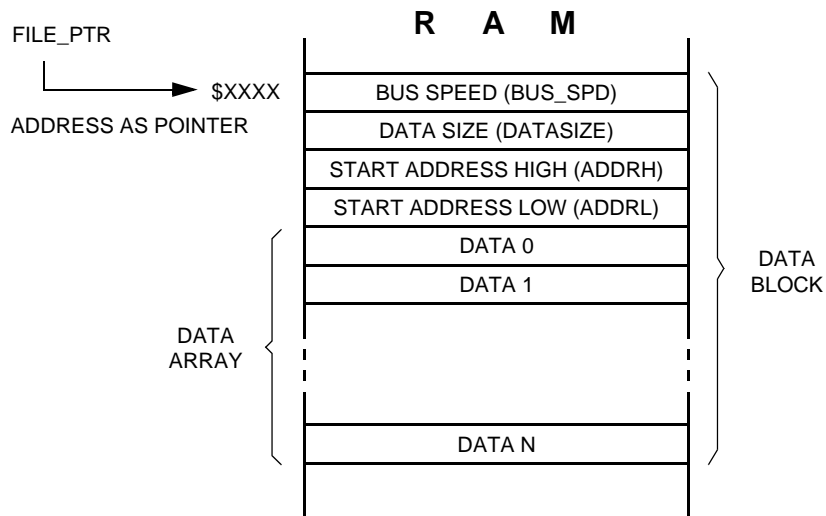 R A M
FILE_PTR
$XXXX
ADDRESS AS POINTER
BUS SPEED (BUS_SPD)
DATA SIZE (DATASIZE)
START ADDRESS HIGH (ADDRH)
START ADDRESS LOW (ADDRL)
DATA 0
DATA 1
DATA N
DATA
ARRAY
DATA
BLOCK